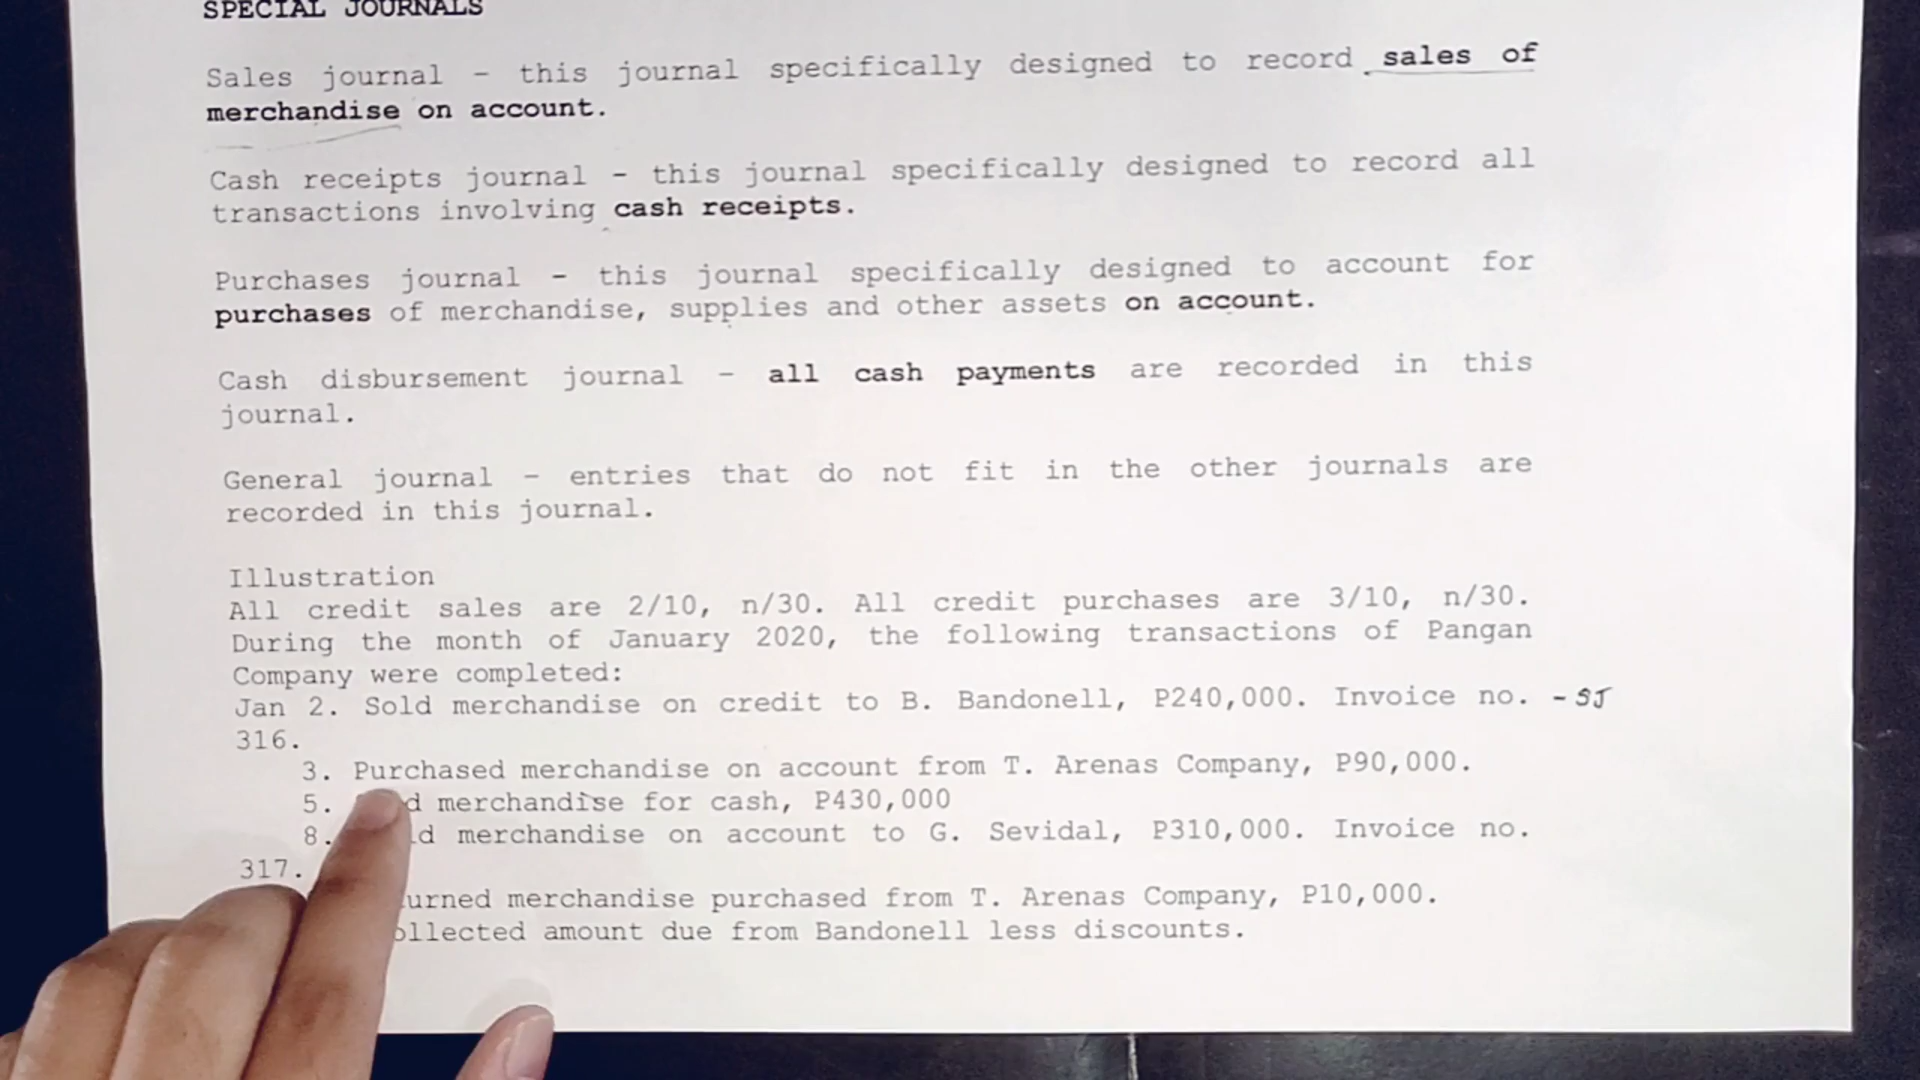 SPECIAL JOURNALS
Sales journal - this journal specifically designed to record sales of
merchandise on account.
Cash receipts journal - this journal specifically designed to record all
transactions involving cash receipts.
Purchases journal - this journal specifically designed to account for
purchases of merchandise, supplies and other assets on account.
Cash disbursement journal - all cash payments are recorded in this
journal.
General journal - entries that do not fit in the other journals are
recorded in this journal.
Illustration
All credit sales are 2/10, n/30. All credit purchases are 3/10, n/30.
During the month of January 2020, the following transactions of Pangan
Company were completed:
Jan 2. Sold merchandise on credit to B. Bandonell, P240,000. Invoice no. - SJ
316.
3. Purchased merchandise on account from T. Arenas Company, P90,000.
5. merchandise for cash, P430,000
8. merchandise on account to G. Sevidal, P310,000. Invoice no.
317.
merchandise purchased from T. Arenas Company, P10,000.
amount due from Bandonell less discounts.